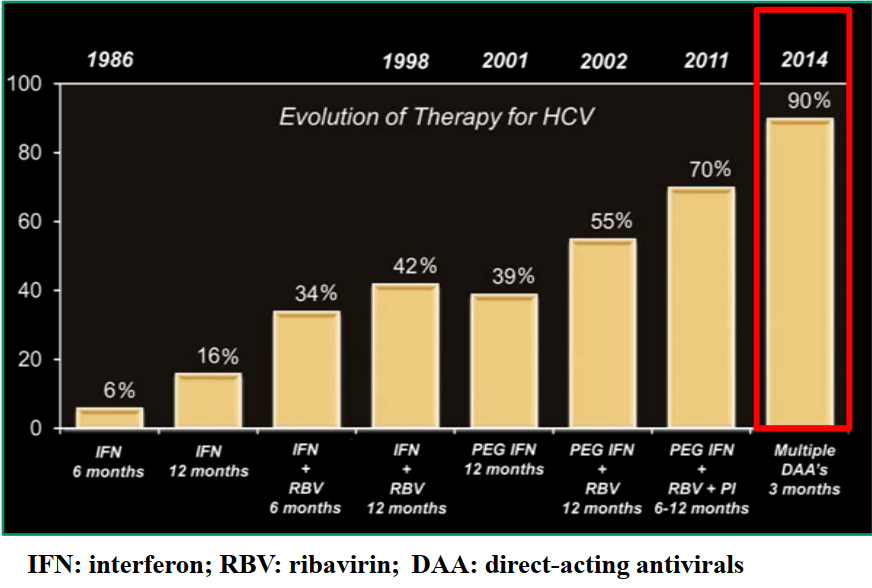 1986 1998 2001 2002 2011 2014
Evolution of Therapy for HCV
100
80
60
40
20
0
6%
16%
34%
42%
39%
55%
70%
90%
IFN
6 months
IFN
12 months
IFN
+
RBV
6 months
IFN
+
RBV
12 months
PEG IFN
12 months
PEG IFN
+
RBV
12 months
PEG IFN
+
RBV + PI
6-12 months
Multiple
DAA's
3 months
IFN: interferon; RBV: ribavirin; DAA: direct-acting antivirals